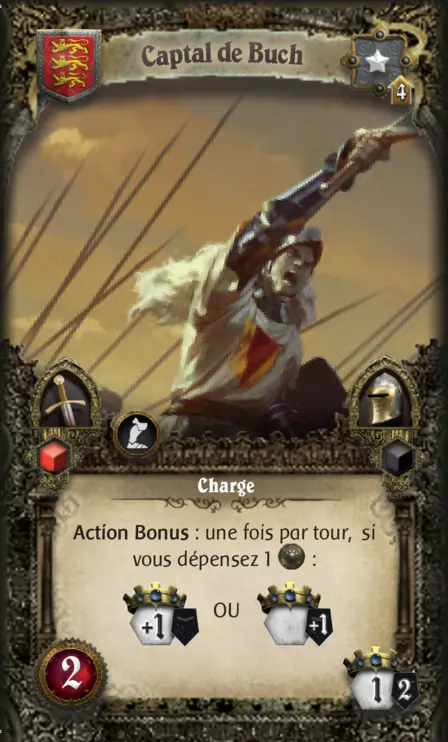 Captal de Buch
4
Charge
Action Bonus : une fois par tour, si
vous dépensez 1 :
+1 OU +1
2
1 2